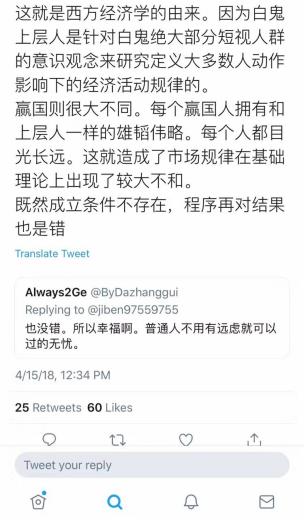 这就是西方经济学的由来。因为白鬼
上层人是针对白鬼绝大部分短视人群
的意识观念来研究定义大多数人动作
影响下的经济活动规律的。
赢国则很大不同。每个赢国人拥有和
上层人一样的雄韬伟略。每个人都目
光长远。这就造成了市场规律在基础
理论上出现了较大不和。
既然成立条件不存在，程序再对结果
也是错
Translate Tweet
Always2Ge @ByDazhanggui
Replying to @jiben97559755
也没错。所以幸福啊。普通人不用有远虑就可以
过的无忧。
4/15/18, 12:34 PM
25 Retweets 60 Likes
Tweet your reply